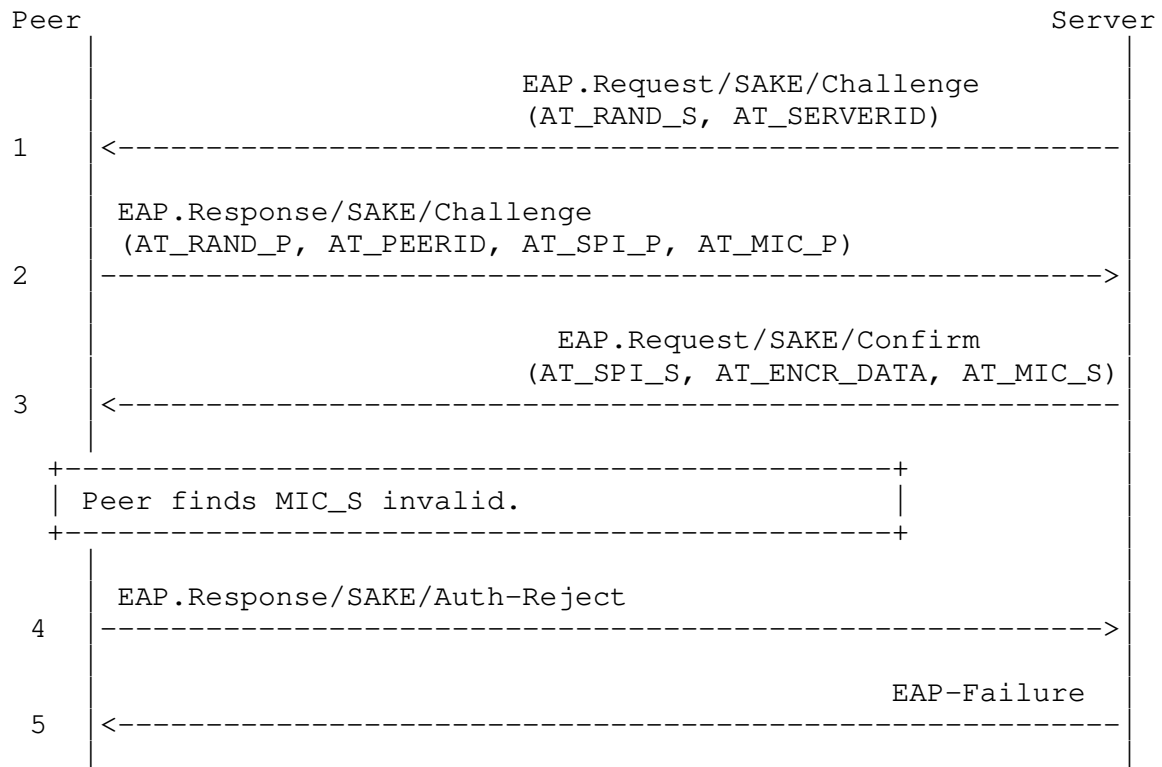 Peer                                                             Server
EAP.Request/SAKE/Challenge
(AT_RAND_S, AT_SERVERID)
1
EAP.Response/SAKE/Challenge
(AT_RAND_P, AT_PEERID, AT_SPI_P, AT_MIC_P)
2
EAP.Request/SAKE/Confirm
(AT_SPI_S, AT_ENCR_DATA, AT_MIC_S)
3
Peer finds MIC_S invalid.
EAP.Response/SAKE/Auth-Reject
4
EAP-Failure
5